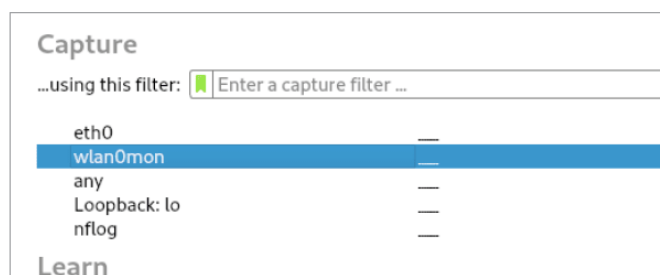 Capture
...using this filter: Enter a capture filter ...
eth0
wlan0mon
any
Loopback: lo
nflog
Learn